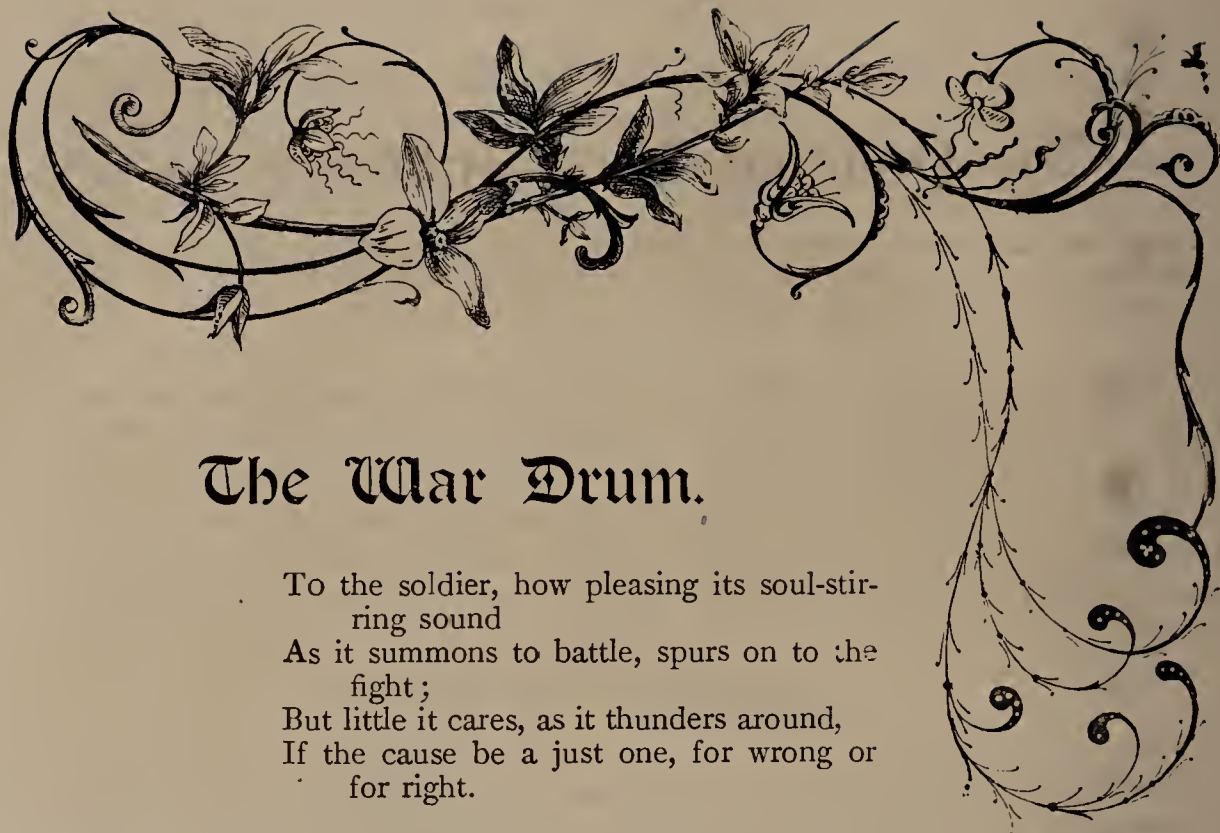 The War Drum.
To the soldier, how pleasing its soul-stir-
ring sound
As it summons to battle, spurs on to the
fight;
But little it cares, as it thunders around,
If the cause be a just one, for wrong or
for right.